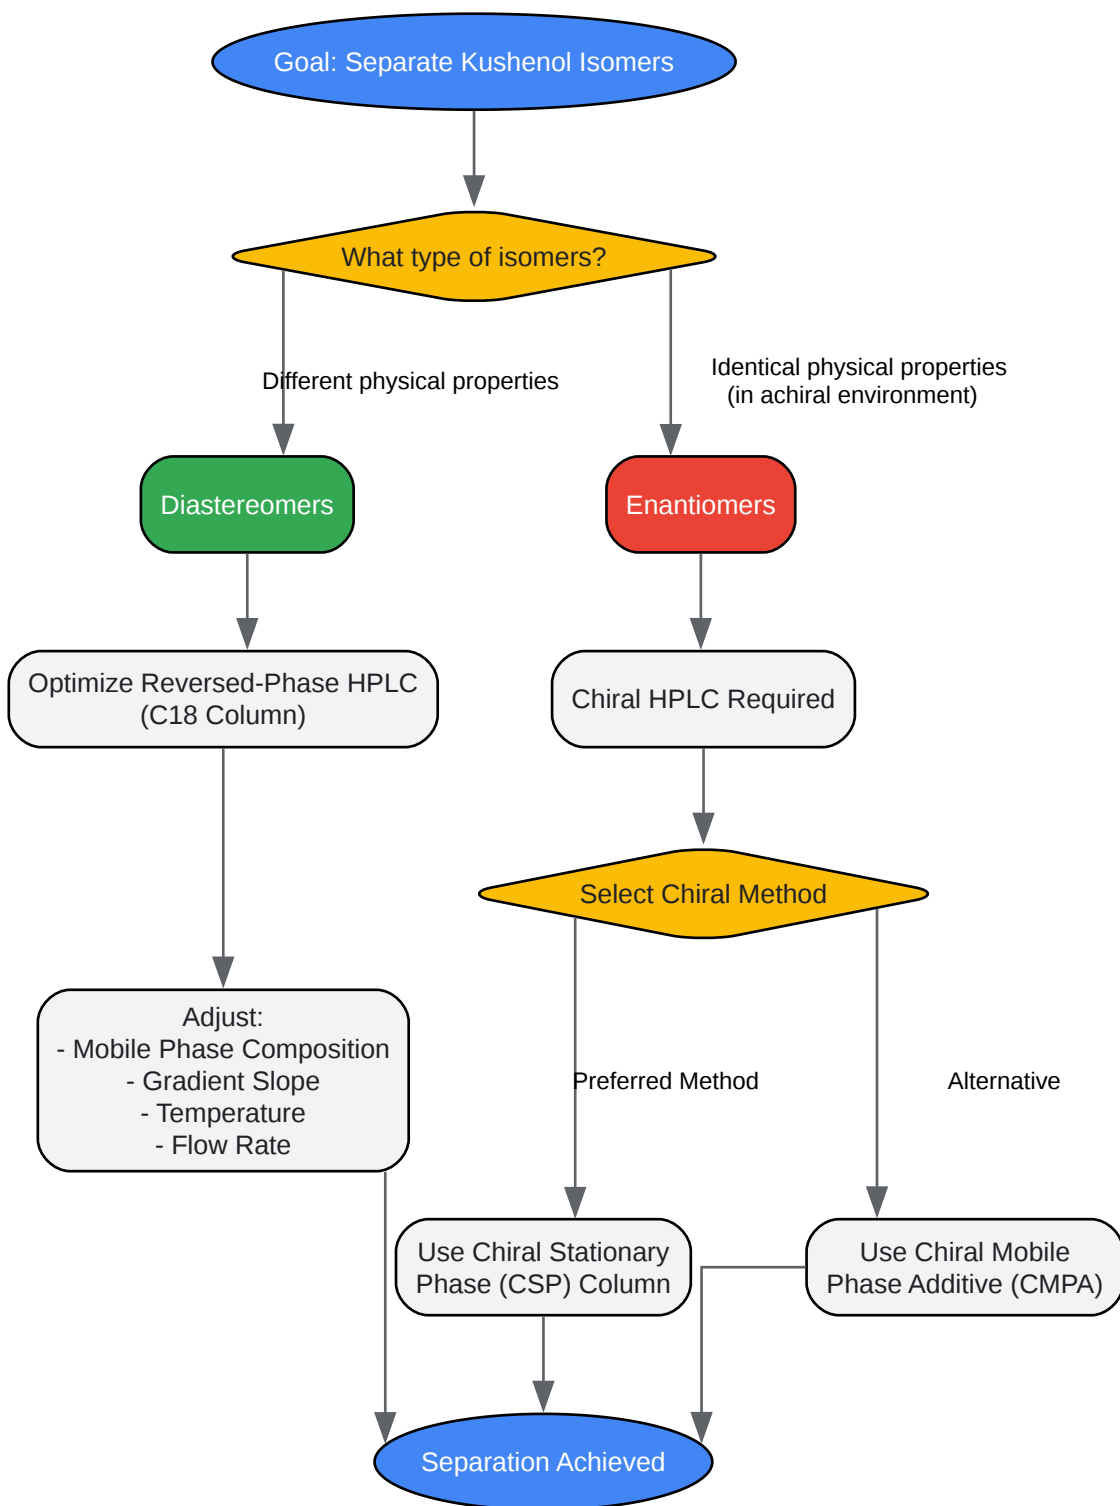 Goal: Separate Kushenol Isomers
What type of isomers?
Different physical properties
Identical physical properties
(in achiral environment)
Diastereomers
Enantiomers
Optimize Reversed-Phase HPLC
(C18 Column)
Chiral HPLC Required
Select Chiral Method
Adjust:
- Mobile Phase Composition
- Gradient Slope
- Temperature
- Flow Rate
Preferred Method
Alternative
Use Chiral Stationary
Phase (CSP) Column
Use Chiral Mobile
Phase Additive (CMPA)
Separation Achieved